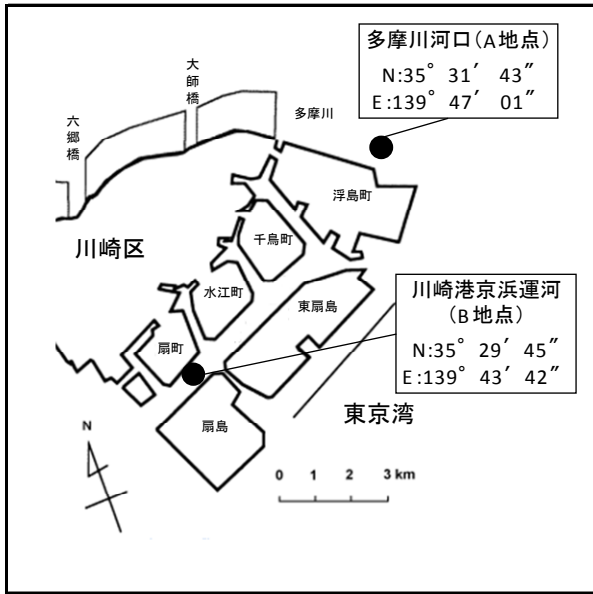 多摩川河口(A地点)
N:35° 31′ 43″
E:139° 47′ 01″
大師橋
六郷橋
多摩川
浮島町
川崎区
千鳥町
水江町
東扇島
川崎港京浜運河
(B地点)
N:35° 29′ 45″
E:139° 43′ 42″
扇町
東京湾
扇島
N
0 1 2 3 km